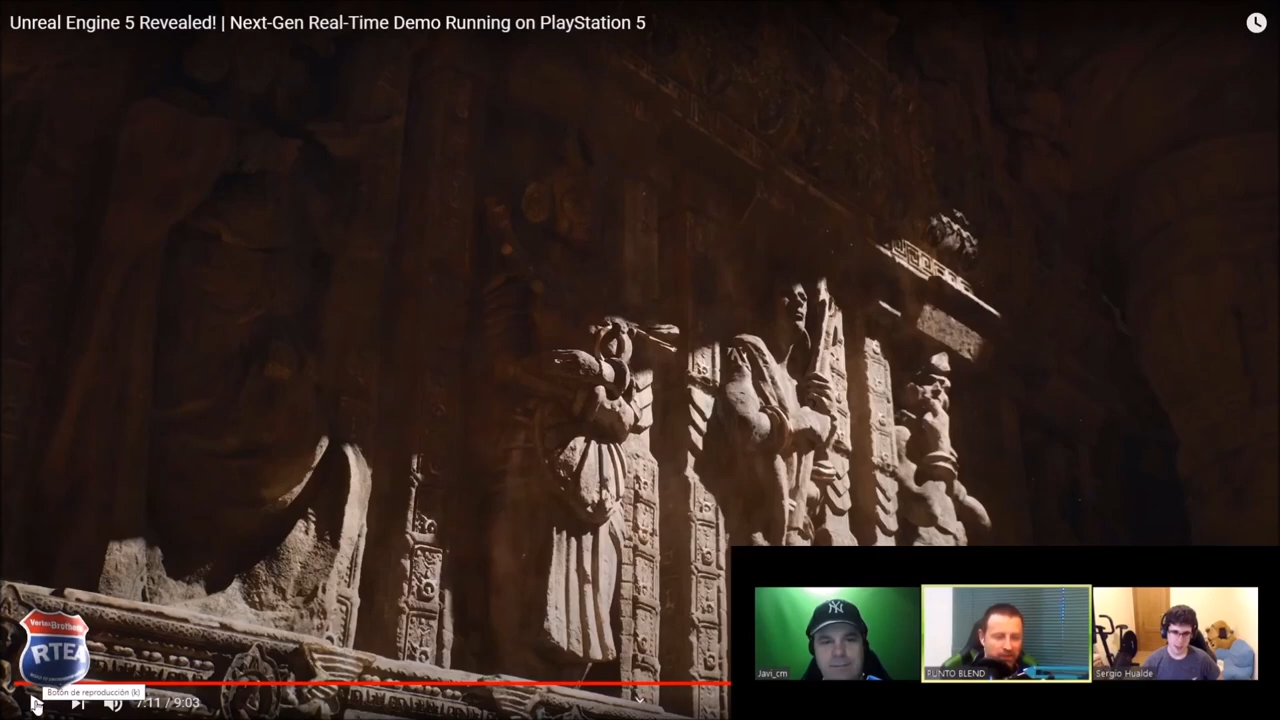 Unreal Engine 5 Revealed! | Next-Gen Real-Time Demo Running on PlayStation 5
VertexBrothers
RTEA
Botón de reproducción (k)
7:11 / 9:03
Javi_cm
PUNTO BLEND
Sergio Hualde